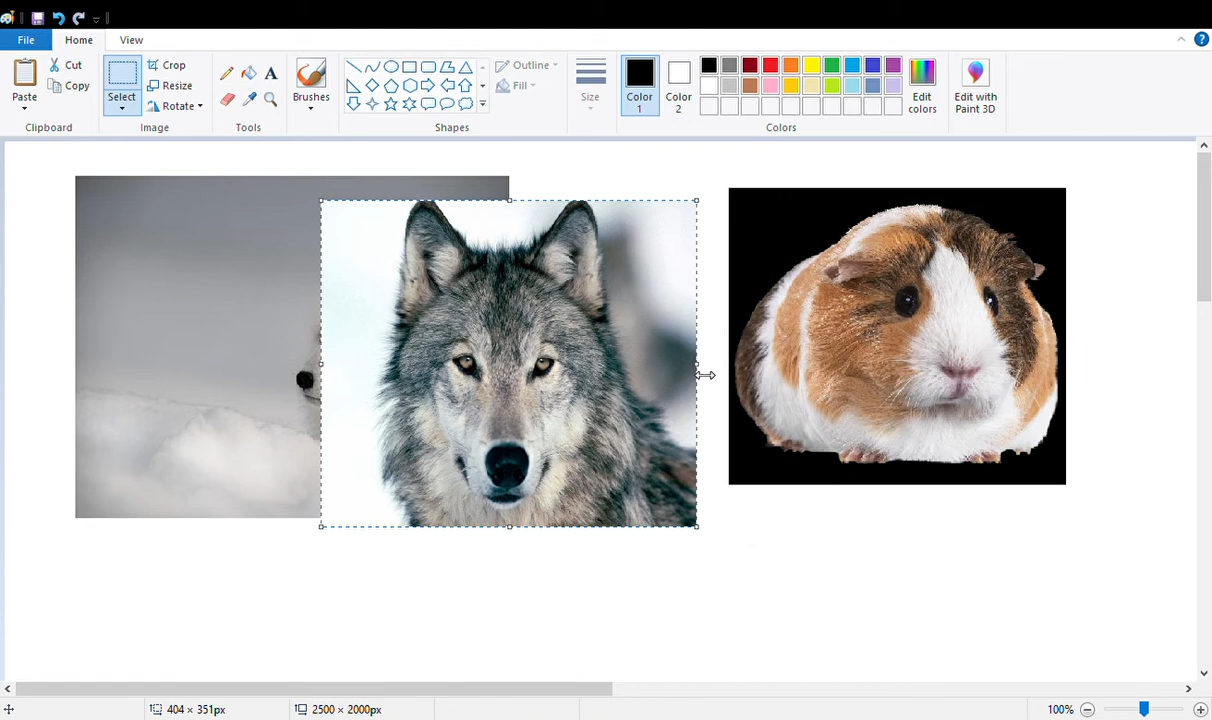 File Home View
Paste
Cut
Copy
Clipboard
Select
Crop
Resize
Rotate
Image
A
Tools
Brushes
Outline
Fill
Shapes
Size
Color
1
Color
2
Edit
colors
Colors
Edit with
Paint 3D
404 × 351px 2500 × 2000px 100%